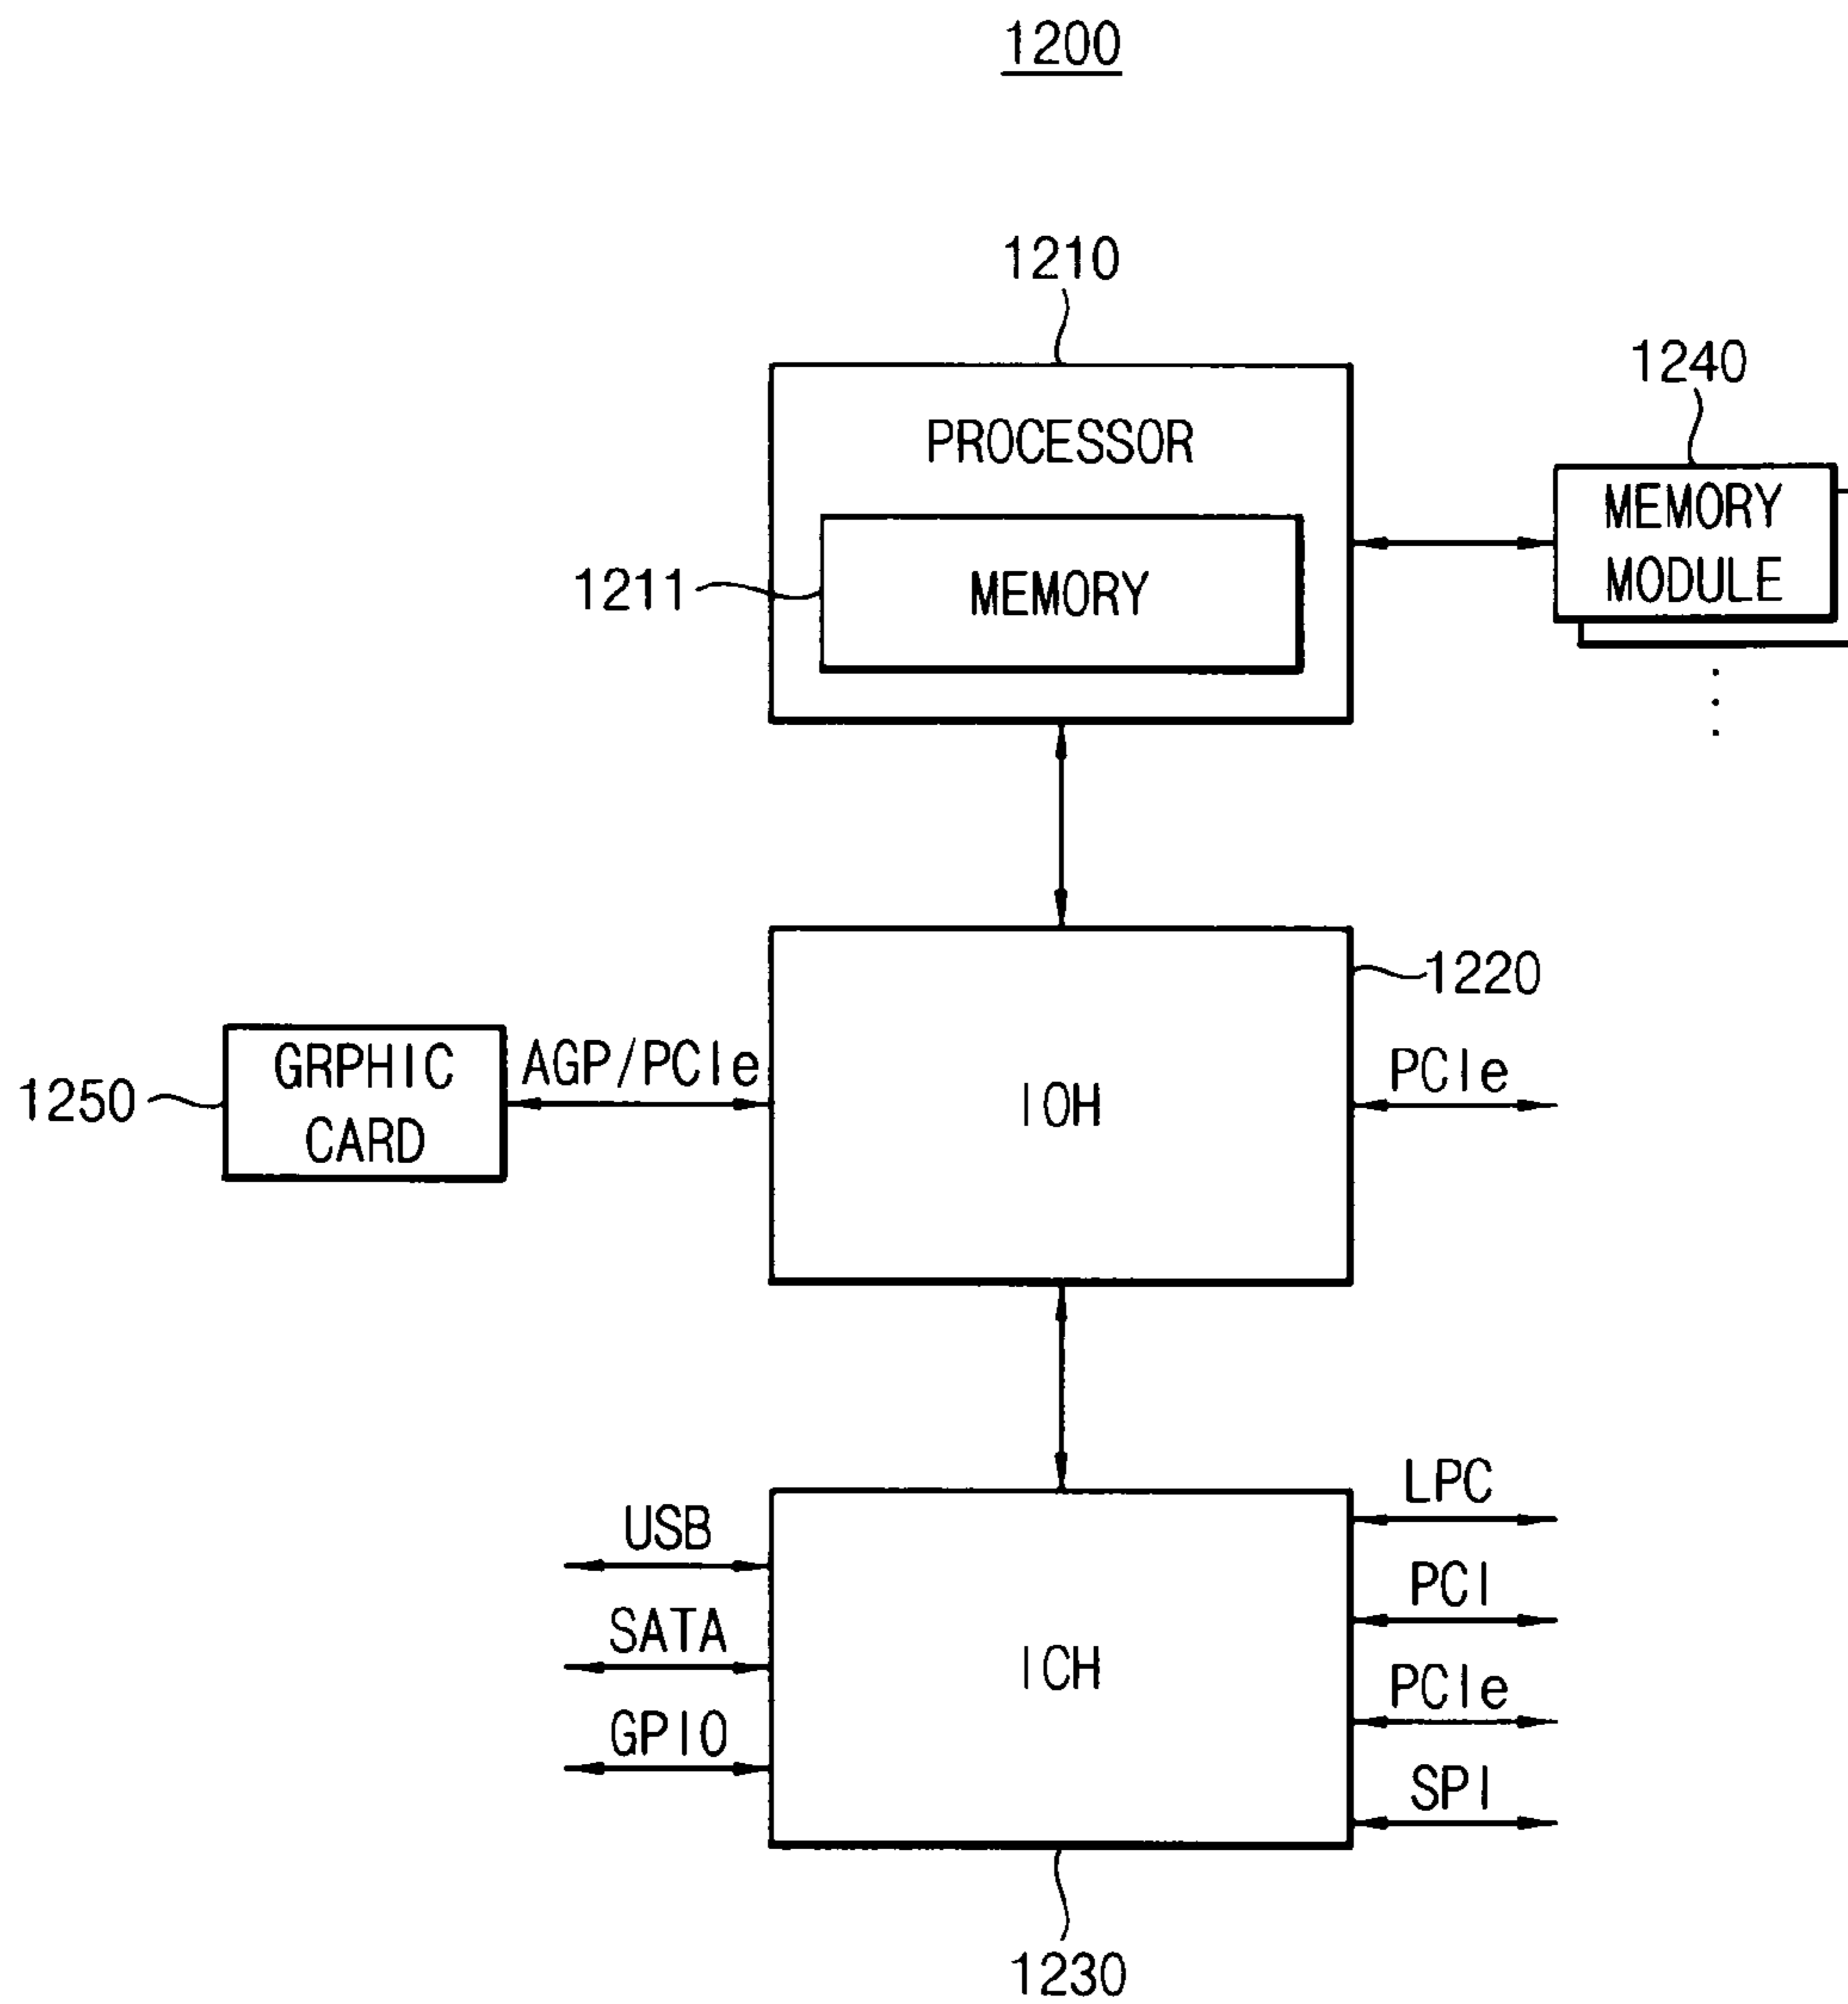 1200
1210
1240
PROCESSOR
MEMORY
MODULE
1211
MEMORY
1220
GRPHIC
CARD
AGP/PCIe
PCIe
1250
IOH
LPC
USB
PCI
SATA
ICH
PCIe
GPIO
SPI
1230